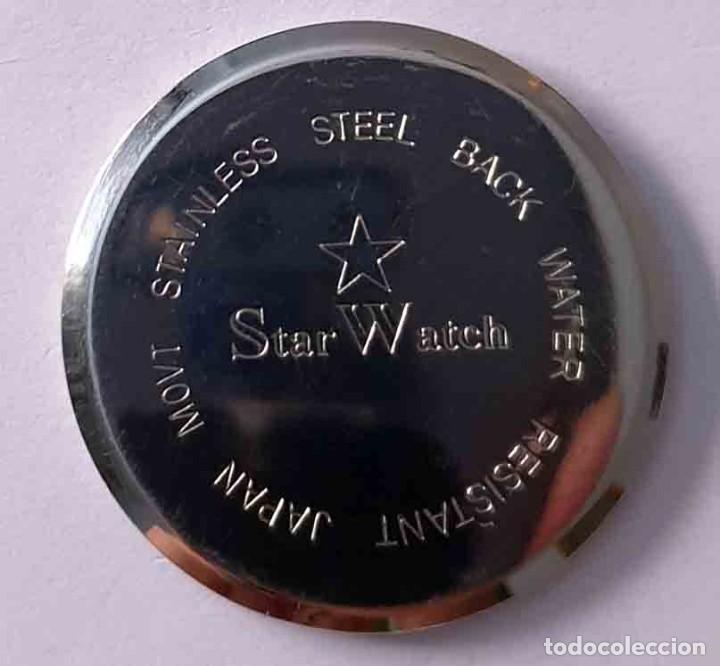 STAINLESS STEEL BACK WATER RESISTANT JAPAN MOVT
Star Watch
todocoleccion